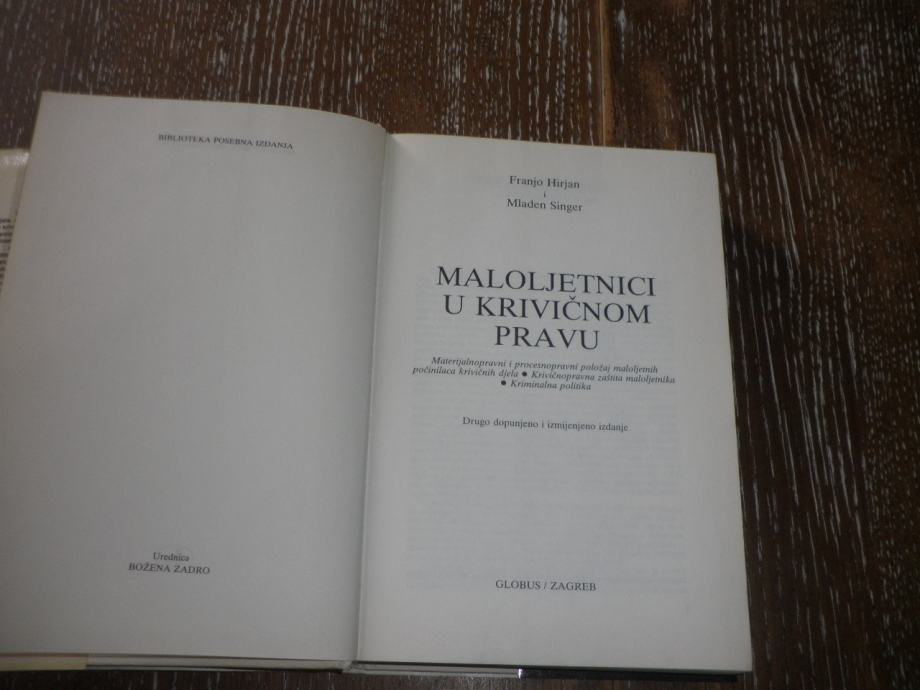 BIBLIOTEKA POSEBNA IZDANJA
Urednica
BOŽENA ZADRO
Franjo Hirjan
i
Mladen Singer
MALOLJETNICI
U KRIVIČNOM
PRAVU
Materijalnopravni i procesnopravni položaj maloljetnih
počinilaca krivičnih djela ● Krivičnopravna zaštita maloljetnika
● Kriminalna politika
Drugo dopunjeno i izmijenjeno izdanje
GLOBUS / ZAGREB